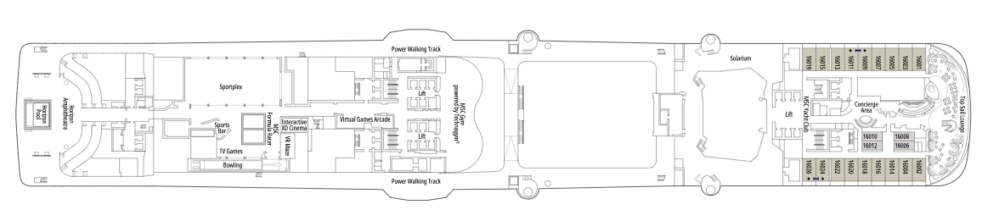 Horizon
Pool
Horizon
Amphitheatre
Sportplex
Sports
Bar
TV Games
Bowling
MSC
Formula Racer
Interactive
XD Cinema
VR Maze
Virtual Games Arcade
Power Walking Track
Power Walking Track
Lift
Lift
MSC Gym
powered by Technogym®
Solarium
Lift
MSC Yacht Club
Concierge
Area
Top Sail Lounge
16019
16015
16013
16011
16009
16007
16005
16003
16001
16010
16008
16012
16006
16026
16024
16022
16020
16018
16016
16014
16004
16002